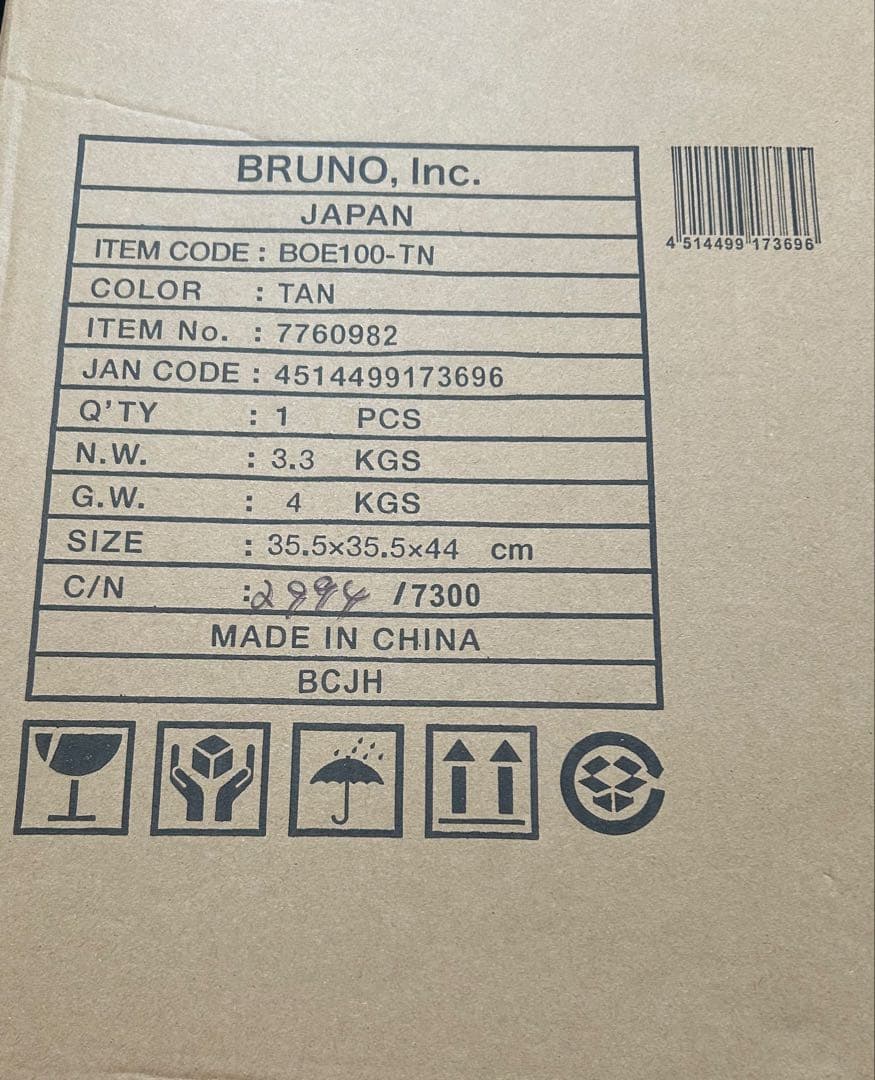 BRUNO, Inc.
JAPAN
ITEM CODE : BOE100-TN
COLOR : TAN
ITEM No. : 7760982
JAN CODE : 4514499173696
Q'TY : 1 PCS
N.W. : 3.3 KGS
G.W. : 4 KGS
SIZE : 35.5×35.5×44 cm
C/N : 2994 /7300
MADE IN CHINA
BCJH
4 514499 173696